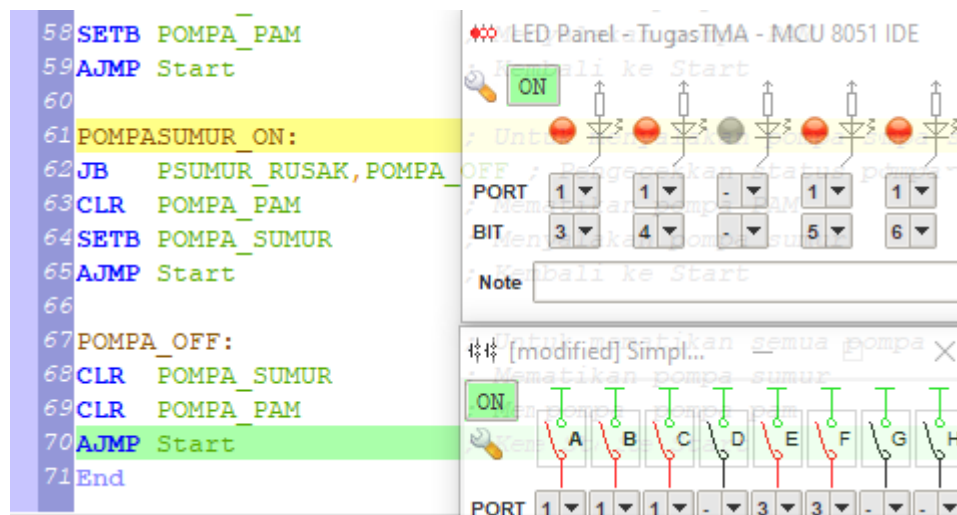 58 SETB POMPA_PAM
59 AJMP Start ; Kembali ke Start
60
61 POMPASUMUR_ON: ; Untuk
62 JB PSUMUR_RUSAK,POMPA_OFF ; Pengecekkan status pompa
63 CLR POMPA_PAM ; Mematikan pompa PAM
64 SETB POMPA_SUMUR ; Menyalakan pompa sumur
65 AJMP Start ; Kembali ke Start
66
67 POMPA_OFF: ; Untuk mematikan semua pompa
68 CLR POMPA_SUMUR ; Mematikan pompa sumur
69 CLR POMPA_PAM ; pompa pam
70 AJMP Start
71 End
LED Panel - TugasTMA - MCU 8051 IDE
ON
PORT 1 1 - 1 1
BIT 3 4 - 5 6
Note
[modified] Simpl...
ON
A B C D E F G H
PORT 1 1 1 - 3 3 - -